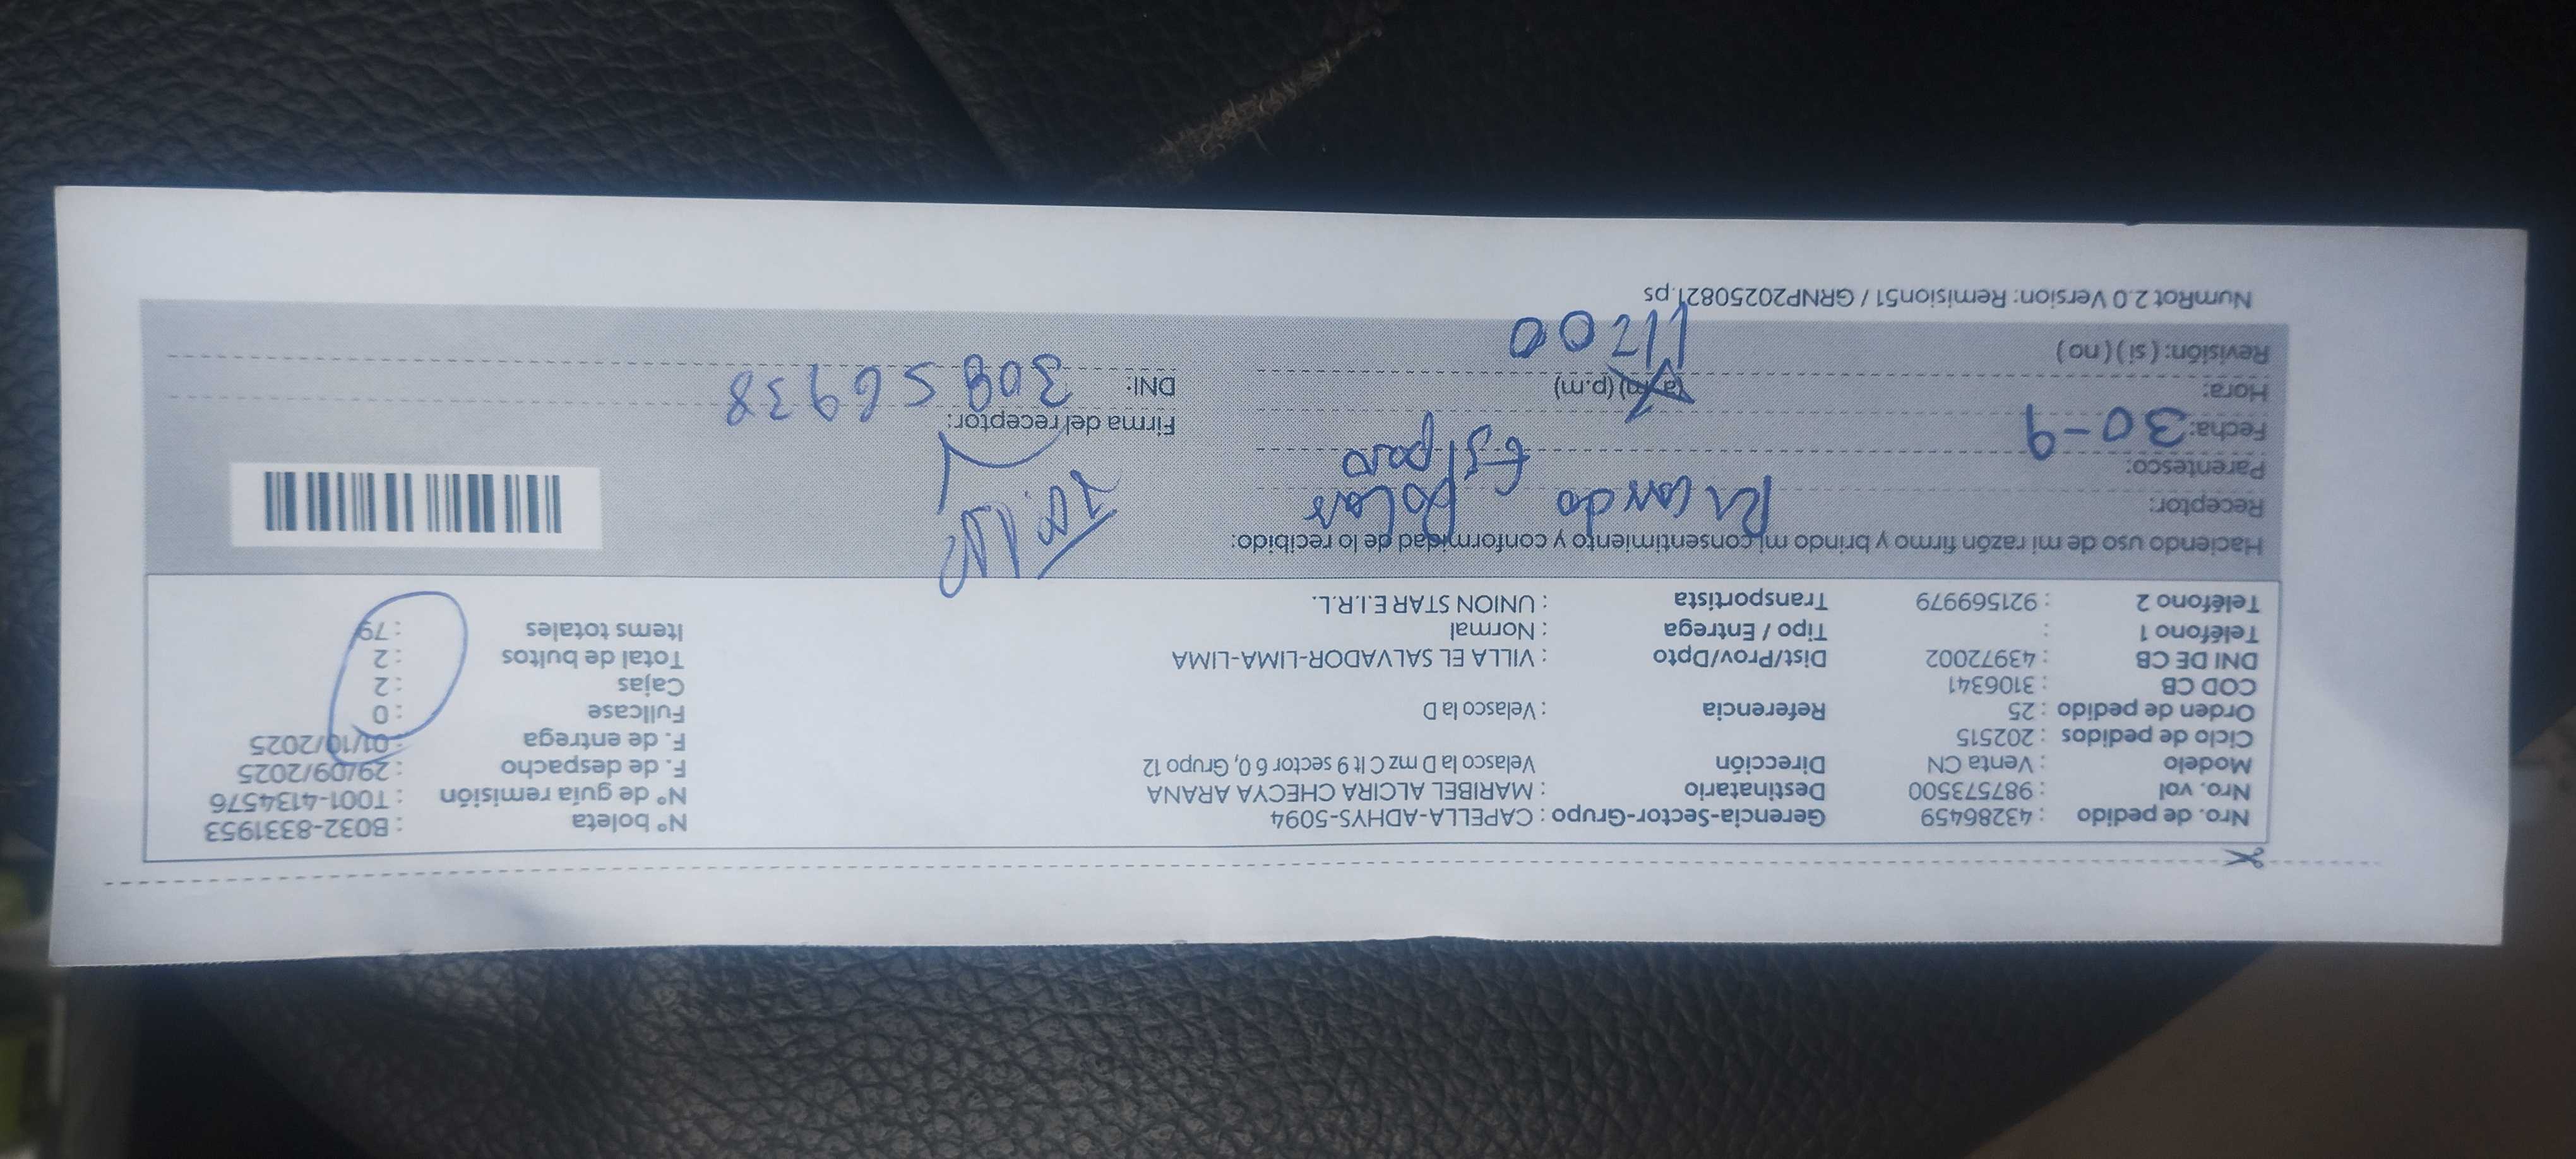 Nro. de pedido : 43286459 Gerencia-Sector-Grupo : CAPELLA-ADHYS-5094 N° boleta : B032-8331953
Nro. vol : 987573500 Destinatario : MARIBEL ALCIRA CHECYA ARANA N° de guía remisión : T001-4134576
Modelo : Venta CN Dirección Velasco la D mz C lt 9 sector 6 0, Grupo 12 F. de despacho : 29/09/2025
Ciclo de pedidos : 202515 F. de entrega : 01/10/2025
Orden de pedido : 25 Referencia : Velasco la D Fullcase : 0
COD CB : 3106341 Cajas : 2
DNI DE CB : 43972002 Dist/Prov/Dpto : VILLA EL SALVADOR-LIMA-LIMA Total de bultos : 2
Teléfono 1 : Tipo / Entrega : Normal Items totales : 79
Teléfono 2 : 921569979 Transportista : UNION STAR E.I.R.L.
Haciendo uso de mi razón firmo y brindo mi consentimiento y conformidad de lo recibido:
Receptor: Ricardo
Parentesco: Esposo
Fecha: 30-9 Firma del receptor:
Hora: (a.m) (p.m) DNI: 30856938
Revisión: ( si ) ( no ) 11200
NumRot 2.0 Version: Remision51 / GRNP20250821.ps